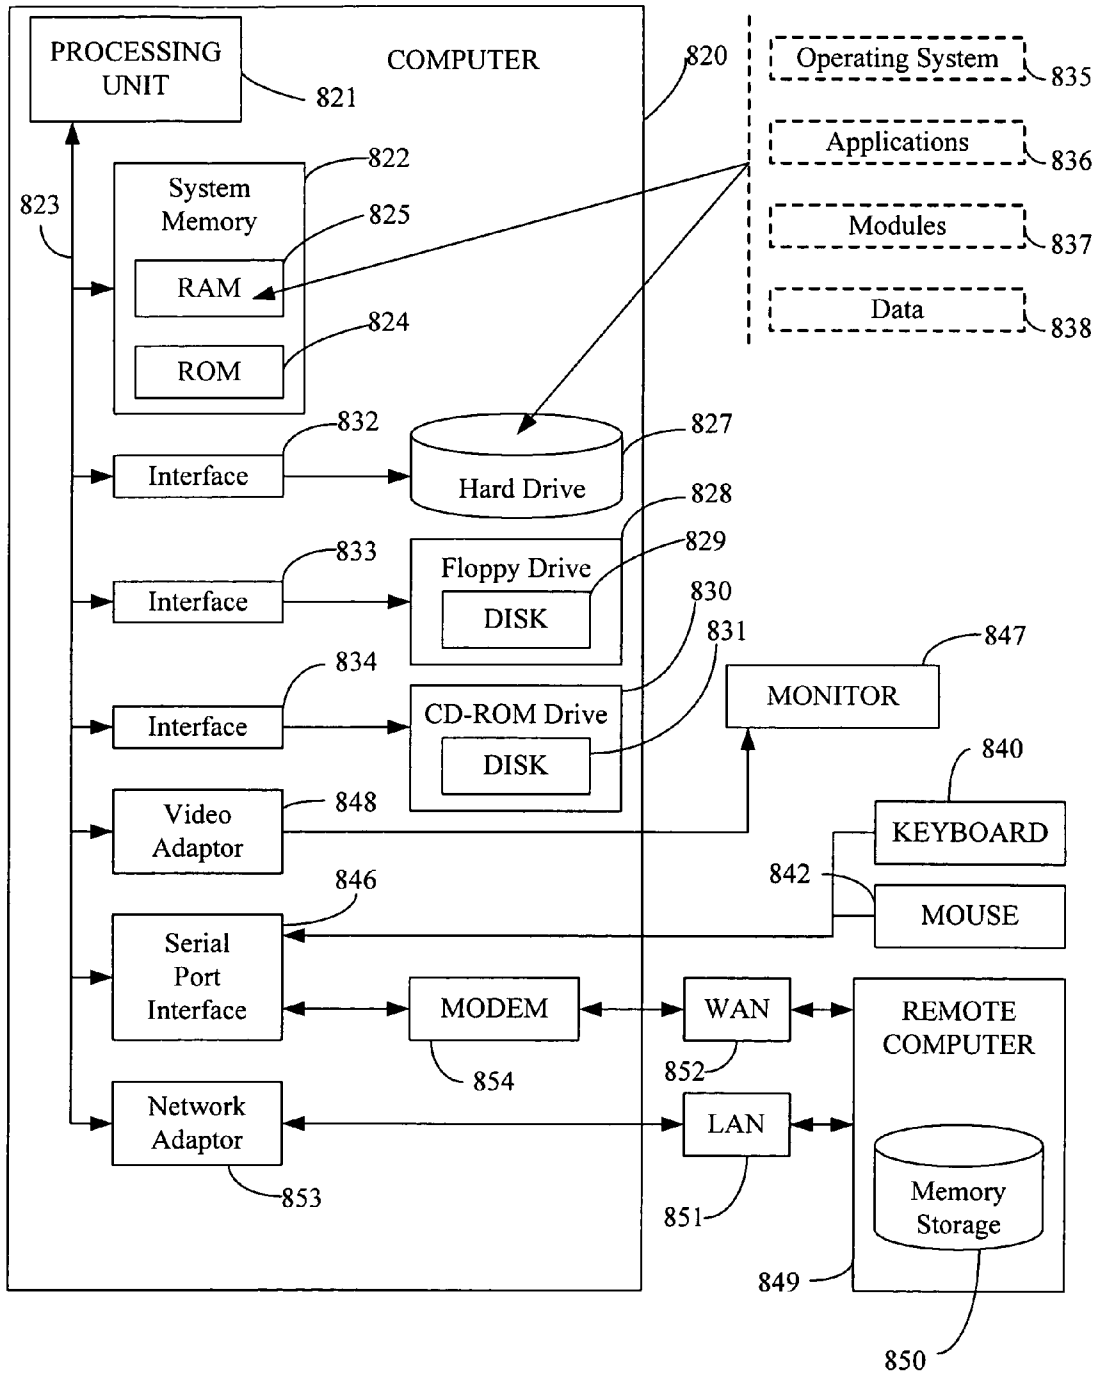 PROCESSING
UNIT
COMPUTER
820
Operating System
835
821
Applications
836
822
System
Memory
823
825
Modules
837
RAM
824
Data
838
ROM
832
827
Interface
Hard Drive
828
829
833
Floppy Drive
830
Interface
DISK
831
847
834
MONITOR
CD-ROM Drive
Interface
840
DISK
848
Video
Adaptor
KEYBOARD
842
846
MOUSE
Serial
Port
Interface
MODEM
WAN
REMOTE
COMPUTER
852
854
Network
Adaptor
LAN
853
851
Memory
Storage
849
850